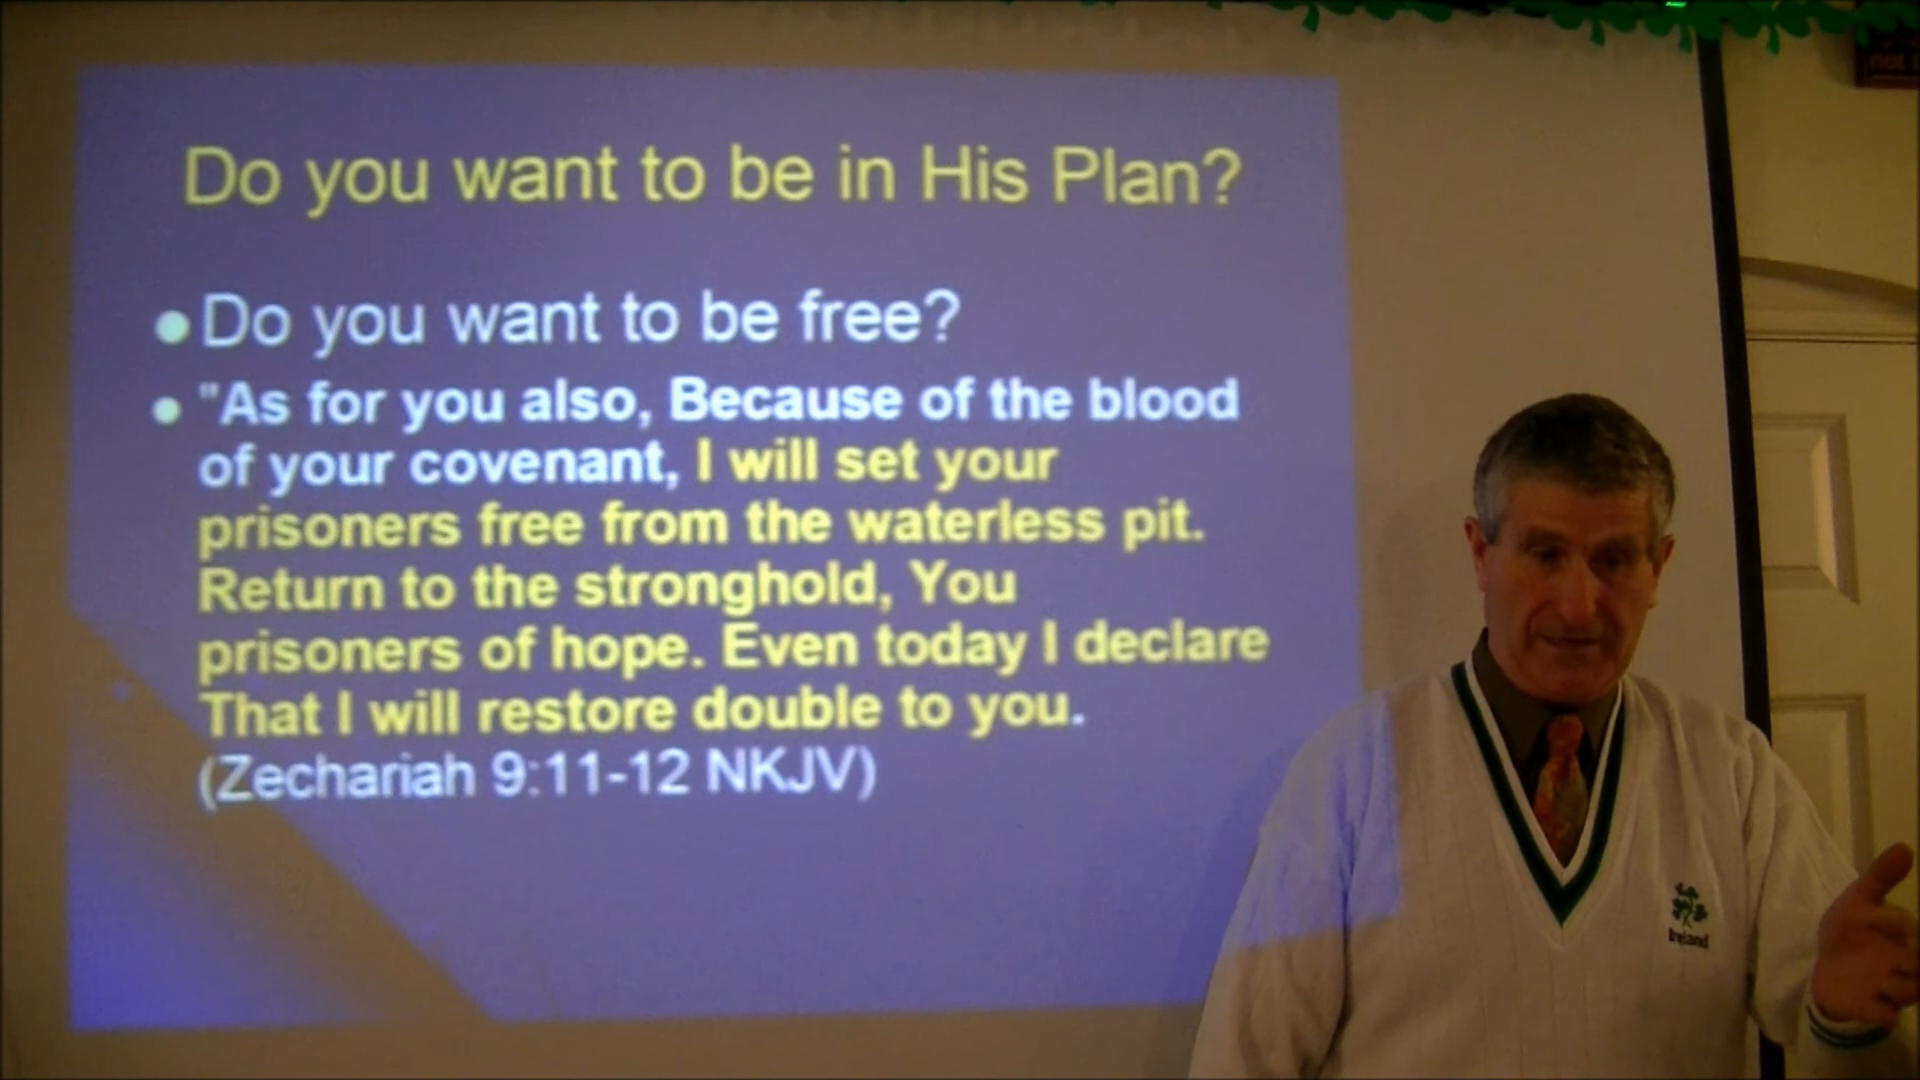 Do you want to be in His Plan?
Do you want to be free?
"As for you also, Because of the blood
of your covenant, I will set your
prisoners free from the waterless pit.
Return to the stronghold, You
prisoners of hope. Even today I declare
That I will restore double to you.
(Zechariah 9:11-12 NKJV)
Ireland
not